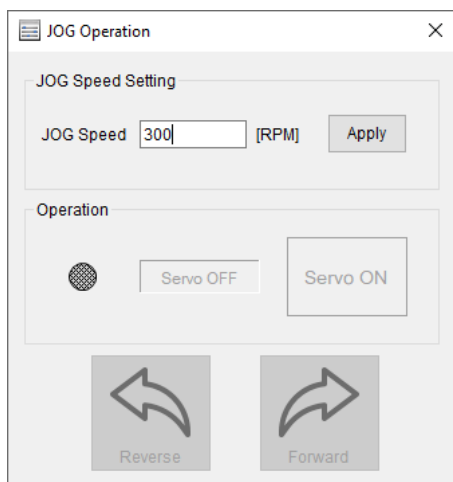 JOG Operation
JOG Speed Setting
JOG Speed 300 [RPM] Apply
Operation
Servo OFF Servo ON
Reverse Forward